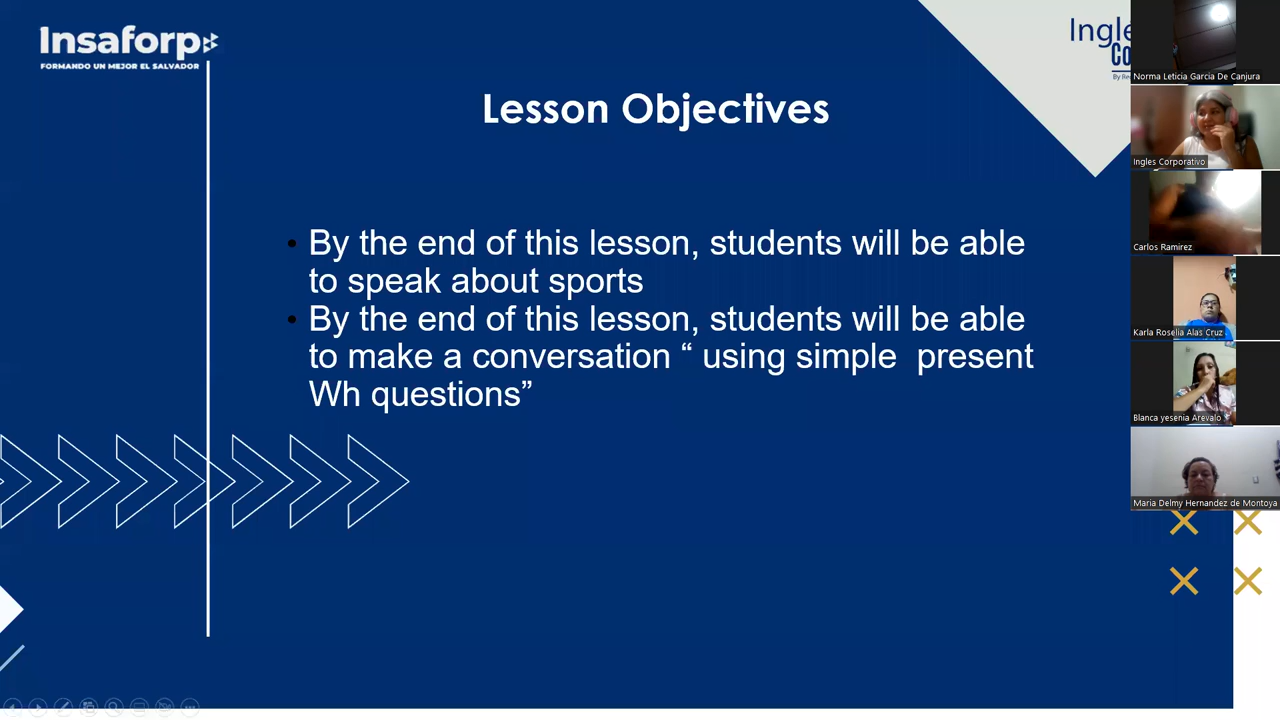 Insaforp
FORMANDO UN MEJOR EL SALVADOR
Lesson Objectives
• By the end of this lesson, students will be able
to speak about sports
• By the end of this lesson, students will be able
to make a conversation “ using simple  present
Wh questions”
Norma Leticia Garcia De Canjura
Ingles Corporativo
Carlos Ramirez
Karla Roselia Alas Cruz
Blanca yesenia Arevalo
Maria Delmy Hernandez de Montoya